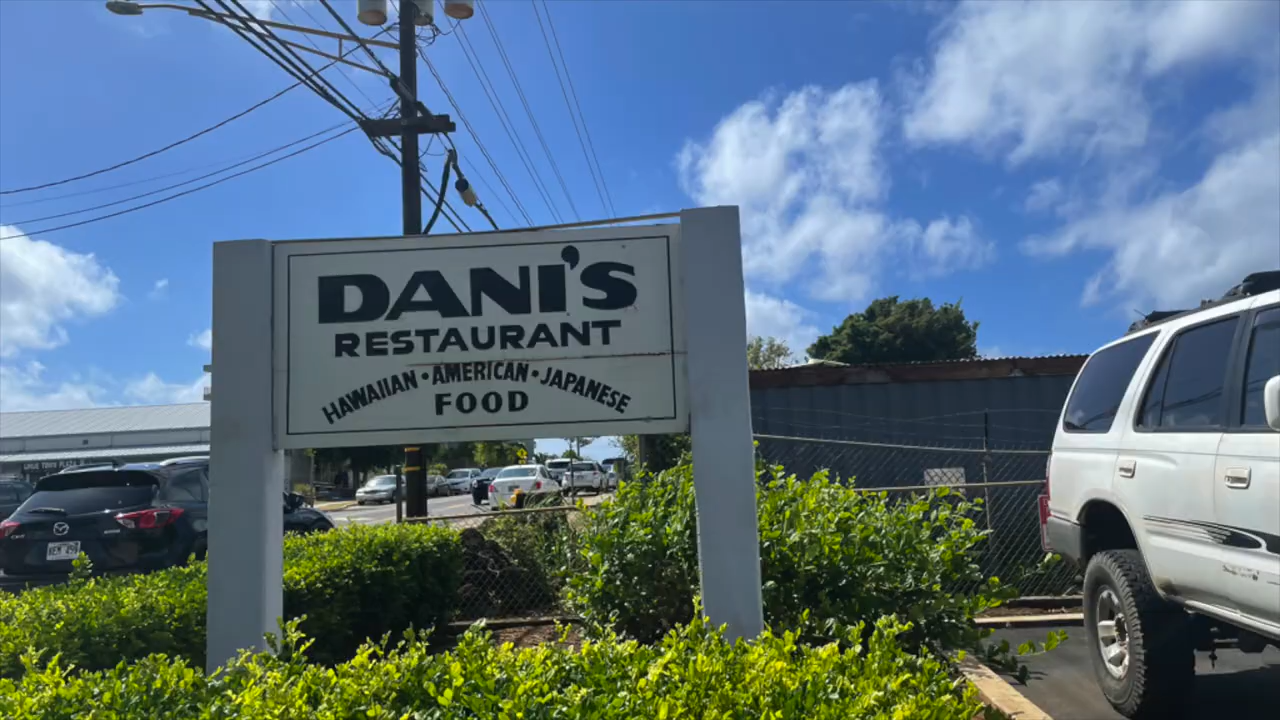 DANI'S
RESTAURANT
HAWAIIAN • AMERICAN • JAPANESE
FOOD